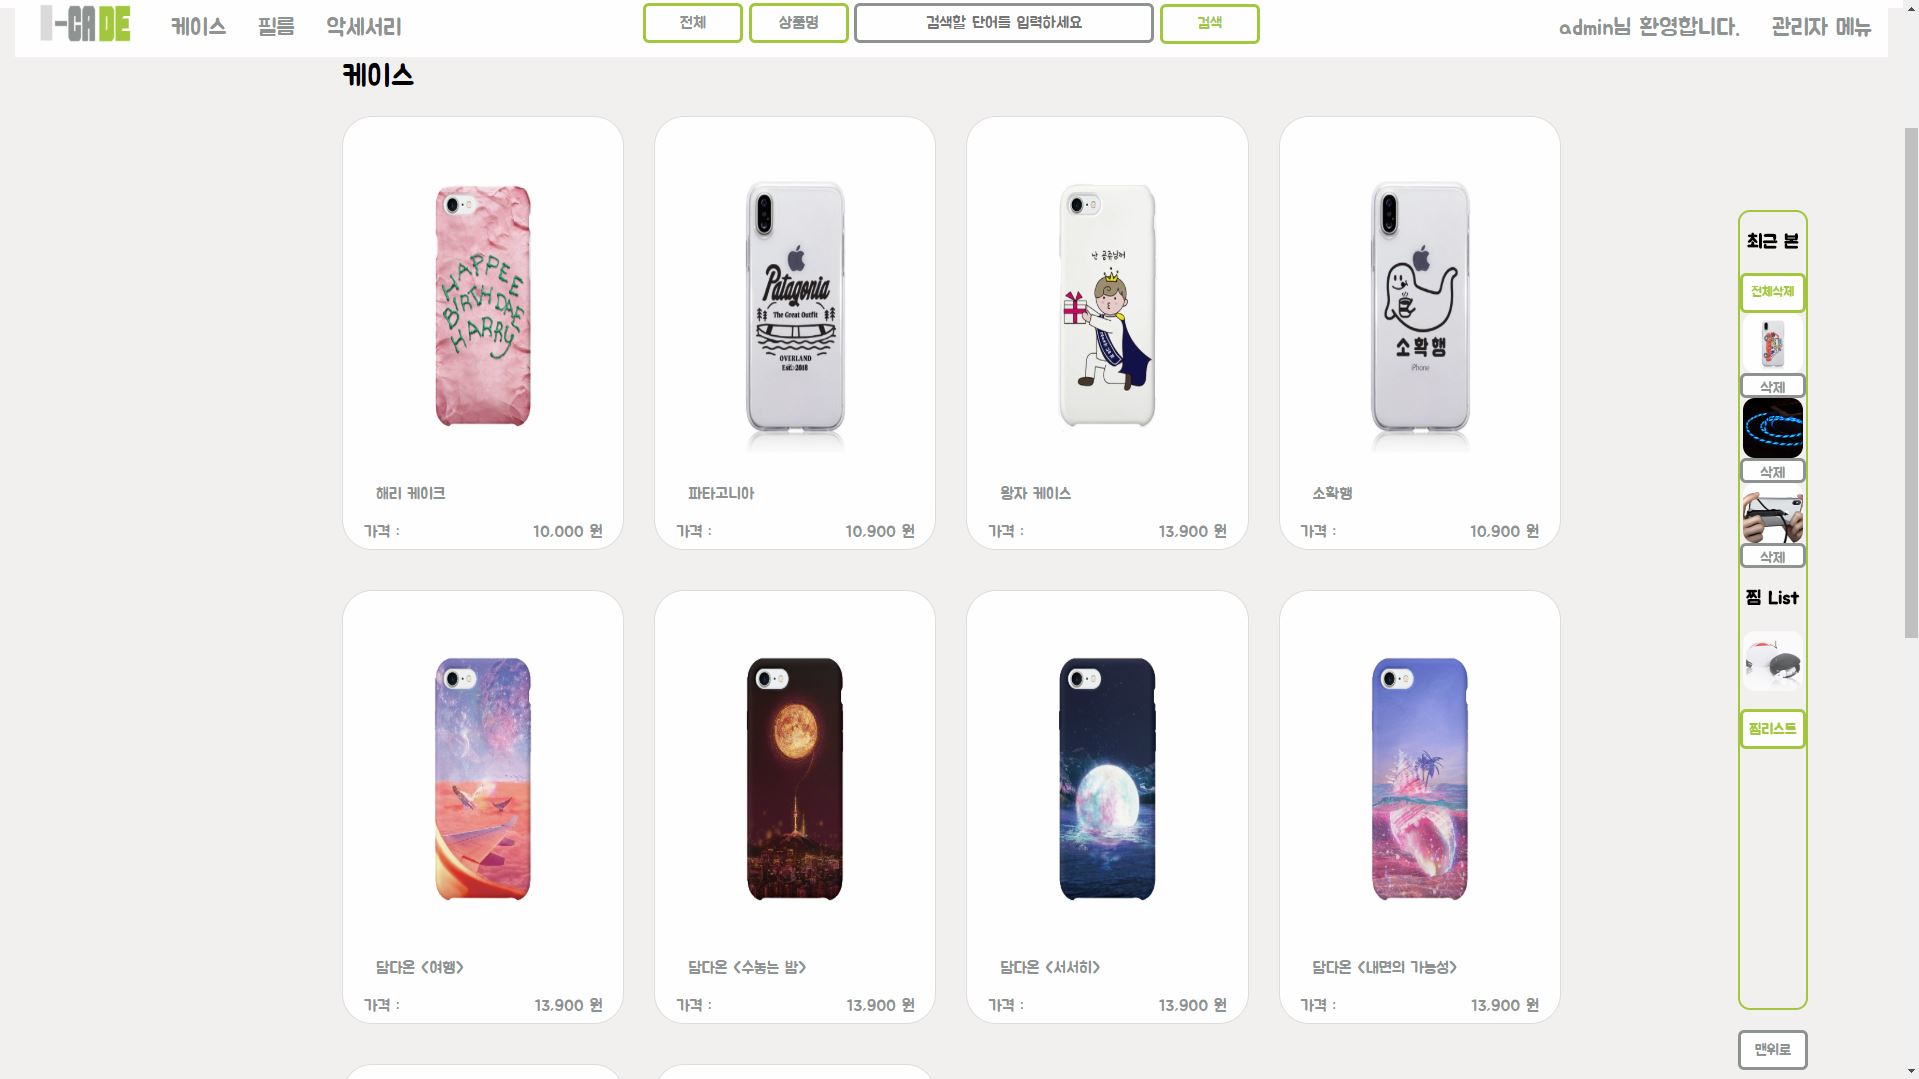 I-CADE
케이스
필름
악세서리
전체
상품명
검색할 단어들 입력하세요
검색
admin님 환영합니다.
관리자 메뉴
케이스
HAPPEE
BIRTHDAE
HARRY
Patagonia
The Great Outfit
OVERLAND
Est.2018
난 공쥬님꺼
소확행
iPhone
해리 케이크
가격 : 10,000 원
파타고니아
가격 : 10,900 원
왕자 케이스
가격 : 13,900 원
소확행
가격 : 10,900 원
담다온 <여행>
가격 : 13,900 원
담다온 <수놓는 밤>
가격 : 13,900 원
담다온 <서서히>
가격 : 13,900 원
담다온 <내면의 가능성>
가격 : 13,900 원
최근 본
전체삭제
삭제
삭제
삭제
찜 List
찜리스트
맨위로